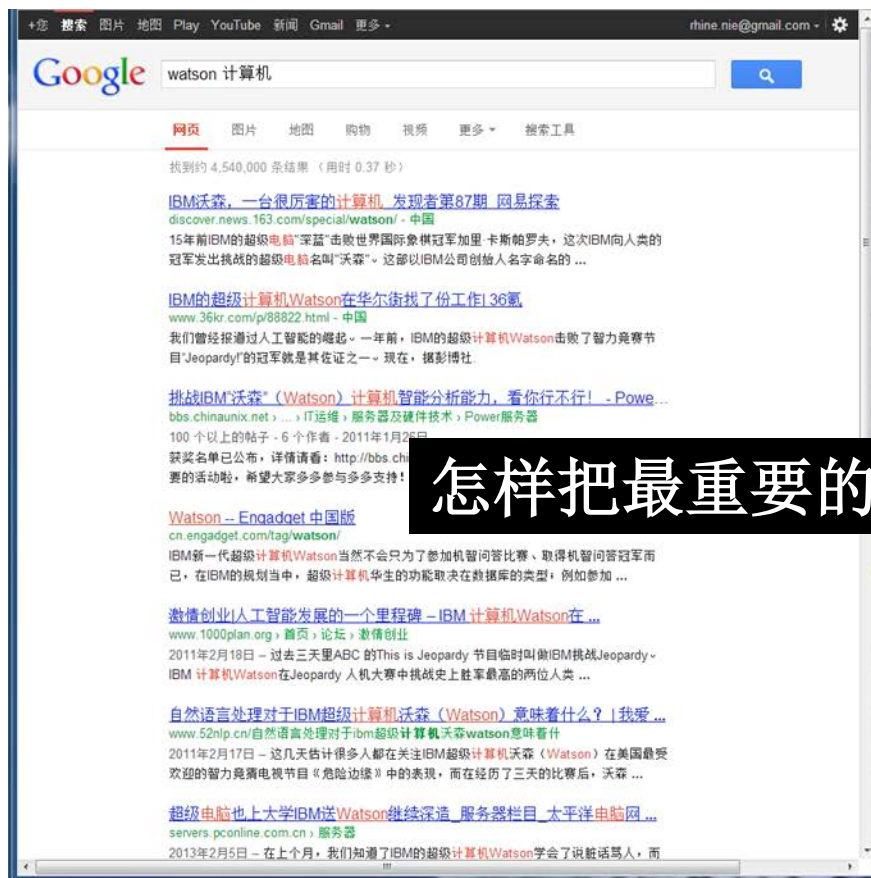 +您 搜索 图片 地图 Play YouTube 新闻 Gmail 更多
rhine.nie@gmail.com
Google
watson 计算机
网页 图片 地图 购物 视频 更多 搜索工具
找到约 4,540,000 条结果 （用时 0.37 秒）
IBM沃森，一台很厉害的计算机_发现者第87期_网易探索
discover.news.163.com/special/watson/ - 中国
15年前IBM的超级电脑"深蓝"击败世界国际象棋冠军加里·卡斯帕罗夫，这次IBM向人类的
冠军发出挑战的超级电脑名叫"沃森"。这部以IBM公司创始人名字命名的 ...
IBM的超级计算机Watson在华尔街找了份工作| 36氪
www.36kr.com/p/88822.html - 中国
我们曾经报道过人工智能的崛起。一年前，IBM的超级计算机Watson击败了智力竞赛节
目"Jeopardy!"的冠军就是其佐证之一。现在，据彭博社.
挑战IBM"沃森"（Watson）计算机智能分析能力，看你行不行！ - Powe...
bbs.chinaunix.net › ... › IT运维 › 服务器及硬件技术 › Power服务器
100 个以上的帖子 - 6 个作者 - 2011年1月26日
获奖名单已公布，详情请看：http://bbs.chi
要的活动啦，希望大家多多参与多多支持！
怎样把最重要的
Watson -- Engadget 中国版
cn.engadget.com/tag/watson/
IBM新一代超级计算机Watson当然不会只为了参加机智问答比赛、取得机智问答冠军而
已，在IBM的规划当中，超级计算机华生的功能取决在数据库的类型；例如参加 ...
激情创业|人工智能发展的一个里程碑 – IBM 计算机Watson在 ...
www.1000plan.org › 首页 › 论坛 › 激情创业
2011年2月18日 – 过去三天里ABC 的This is Jeopardy 节目临时叫做IBM挑战Jeopardy。
IBM 计算机Watson在Jeopardy 人机大赛中挑战史上胜率最高的两位人类 ...
自然语言处理对于IBM超级计算机沃森（Watson）意味着什么？ | 我爱 ...
www.52nlp.cn/自然语言处理对于ibm超级计算机沃森watson意味着什
2011年2月17日 – 这几天估计很多人都在关注IBM超级计算机沃森（Watson）在美国最受
欢迎的智力竞猜电视节目《危险边缘》中的表现，而在经历了三天的比赛后，沃森 ...
超级电脑也上大学IBM送Watson继续深造_服务器栏目_太平洋电脑网 ...
servers.pconline.com.cn › 服务器
2013年2月5日 – 在上个月，我们知道了IBM的超级计算机Watson学会了说脏话骂人，而